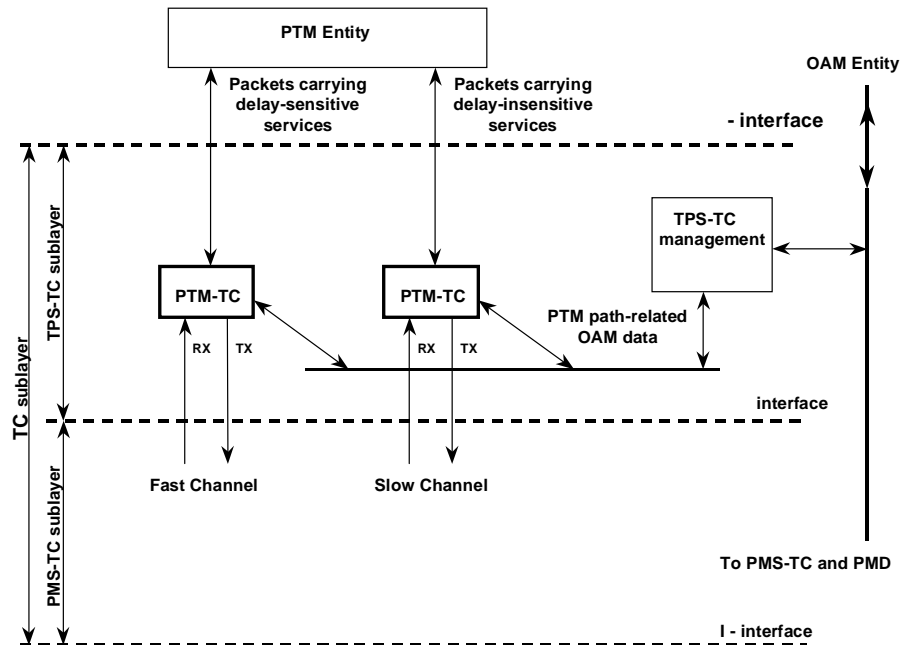 PTM Entity
OAM Entity
Packets carrying
delay-sensitive
services
Packets carrying
delay-insensitive
services
- interface
TPS-TC
management
PTM-TC
PTM-TC
PTM path-related
OAM data
RX
TX
RX
TX
TC sublayer
TPS-TC sublayer
interface
Fast Channel
Slow Channel
PMS-TC sublayer
To PMS-TC and PMD
I - interface